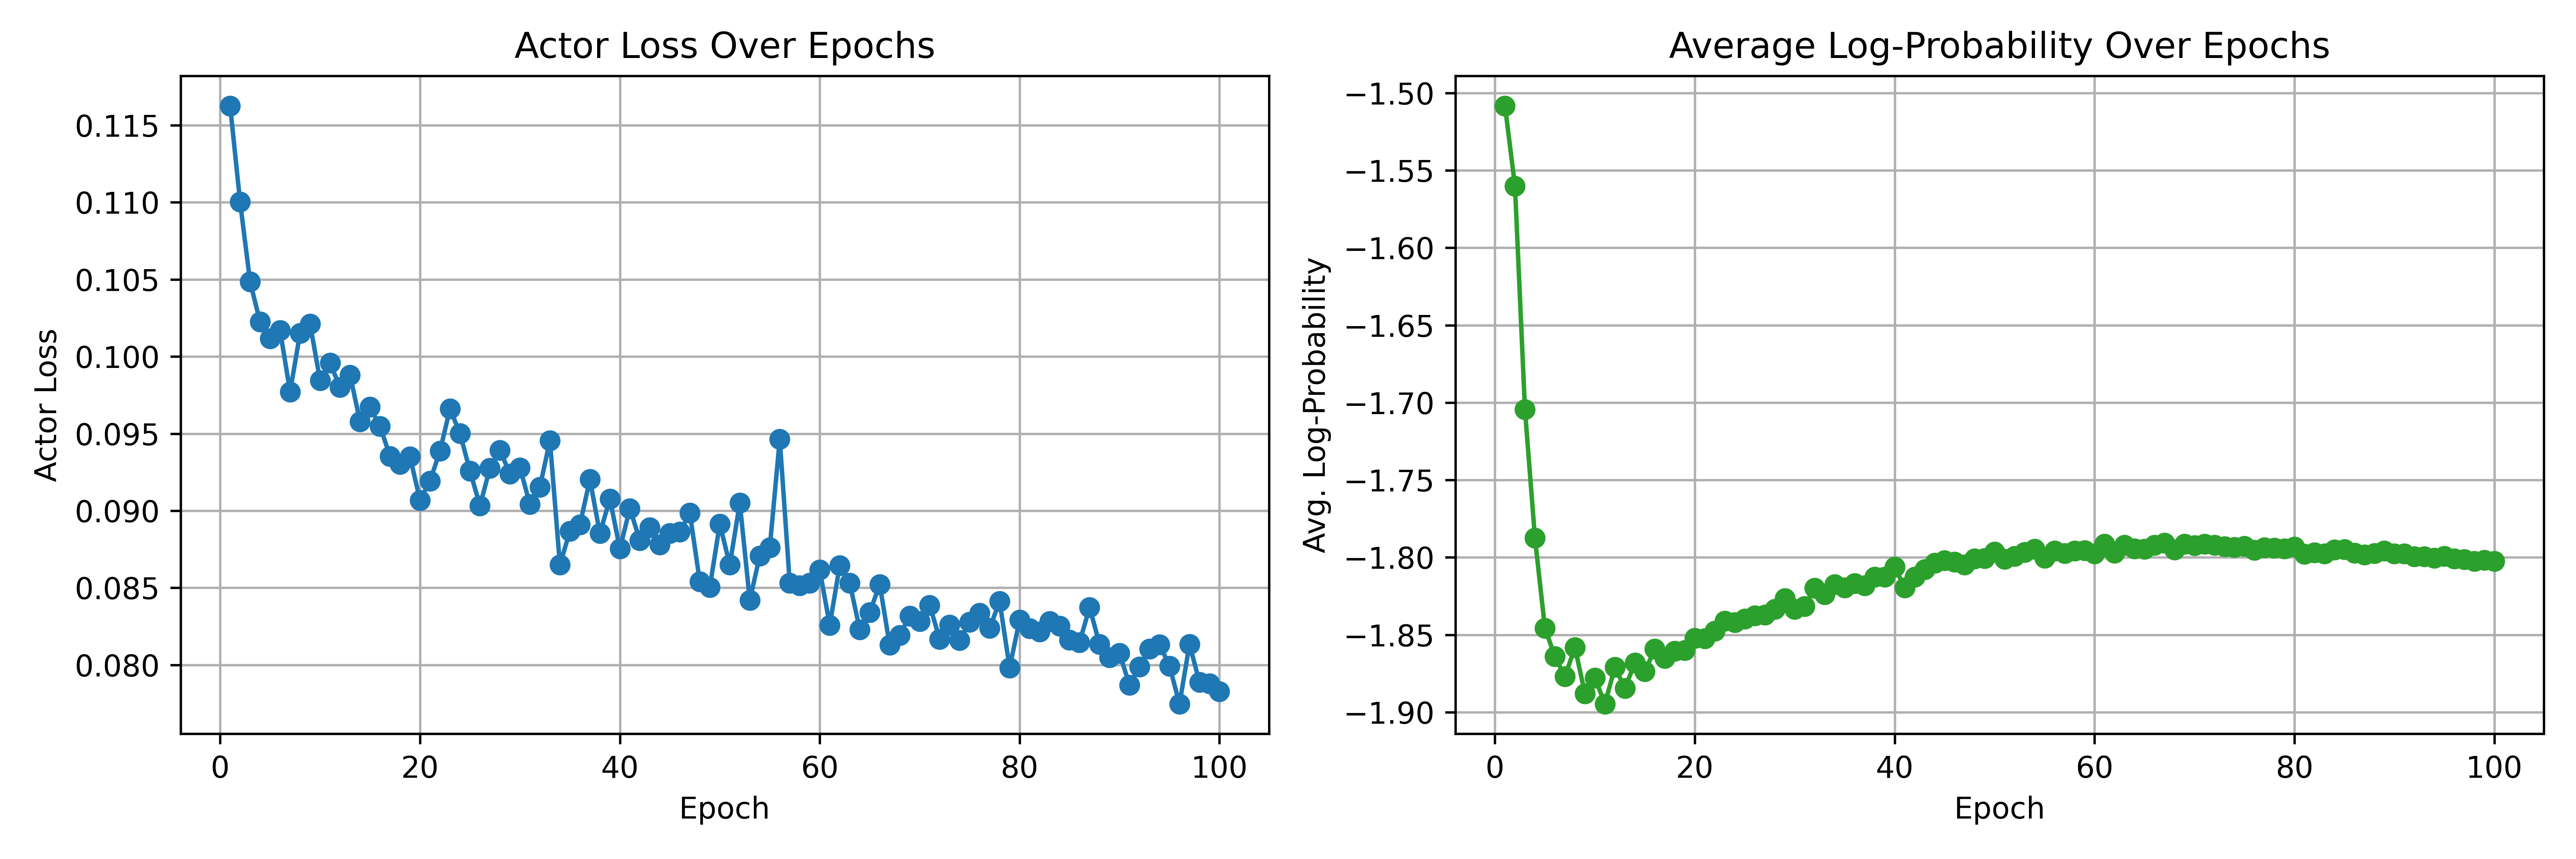 Actor Loss Over Epochs
0.115
0.110
0.105
0.100
0.095
0.090
0.085
0.080
Actor Loss
0 20 40 60 80 100
Epoch
Average Log-Probability Over Epochs
−1.50
−1.55
−1.60
−1.65
−1.70
−1.75
−1.80
−1.85
−1.90
Avg. Log-Probability
0 20 40 60 80 100
Epoch